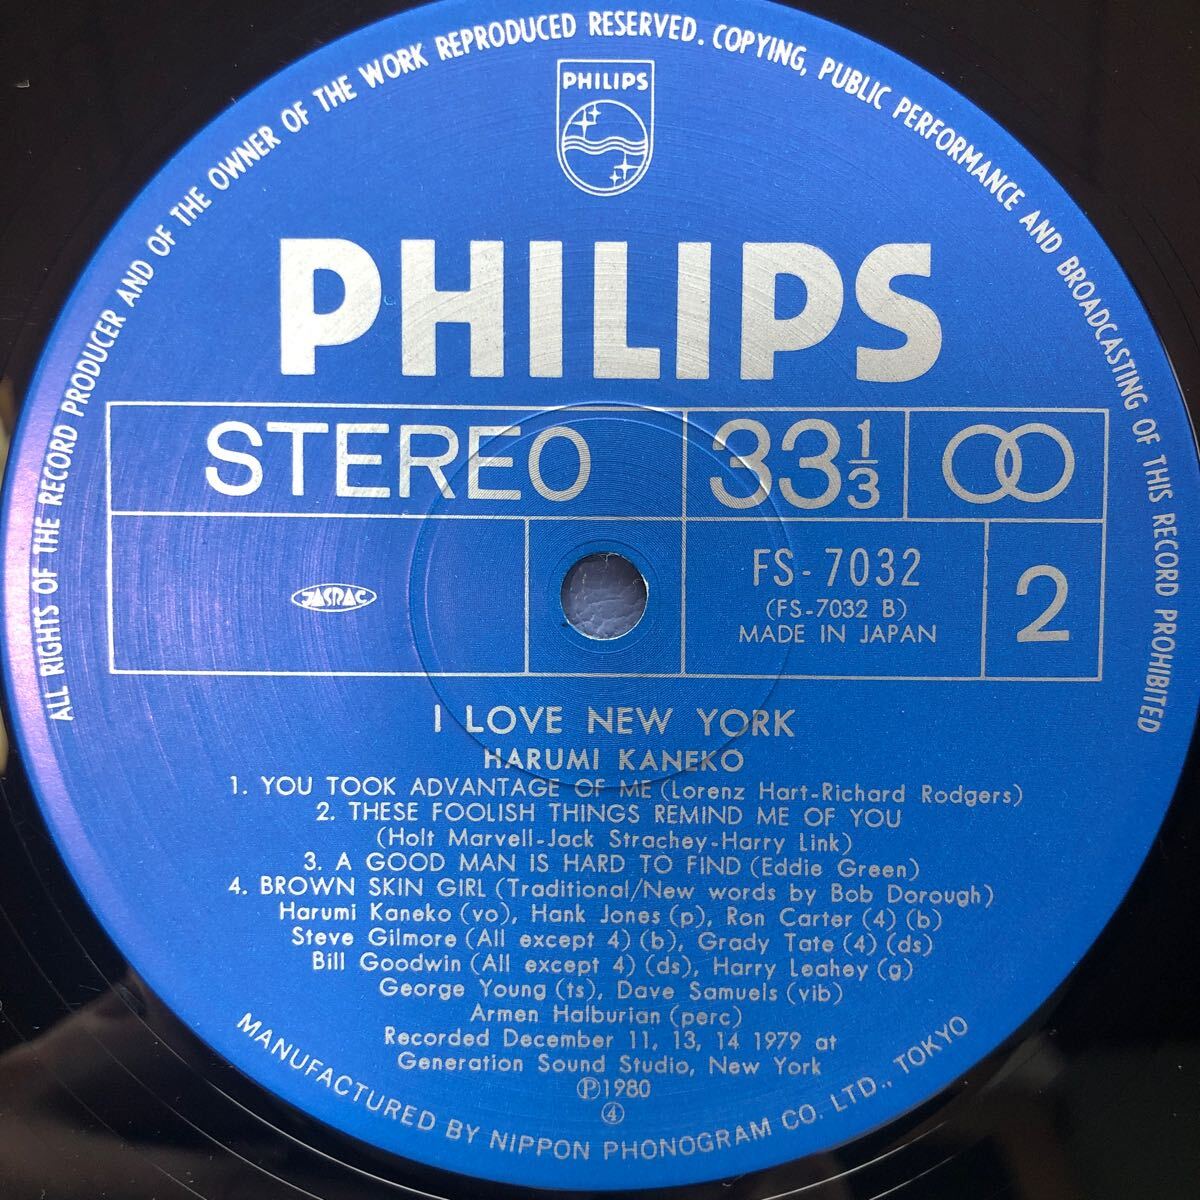 ALL RIGHTS OF THE RECORD PRODUCER AND OF THE OWNER OF THE WORK REPRODUCED RESERVED. COPYING, PUBLIC PERFORMANCE AND BROADCASTING OF THIS RECORD PROHIBITED
PHILIPS
PHILIPS
STEREO
33 1/3
JASRAC
FS-7032
(FS-7032 B)
MADE IN JAPAN
2
I LOVE NEW YORK
HARUMI KANEKO
1. YOU TOOK ADVANTAGE OF ME (Lorenz Hart-Richard Rodgers)
2. THESE FOOLISH THINGS REMIND ME OF YOU
(Holt Marvell-Jack Strachey-Harry Link)
3. A GOOD MAN IS HARD TO FIND (Eddie Green)
4. BROWN SKIN GIRL (Traditional/New words by Bob Dorough)
Harumi Kaneko (vo), Hank Jones (p), Ron Carter (4) (b)
Steve Gilmore (All except 4) (b), Grady Tate (4) (ds)
Bill Goodwin (All except 4) (ds), Harry Leahey (g)
George Young (ts), Dave Samuels (vib)
Armen Halburian (perc)
Recorded December 11, 13, 14 1979 at
Generation Sound Studio, New York
℗1980
④
MANUFACTURED BY NIPPON PHONOGRAM CO. LTD., TOKYO